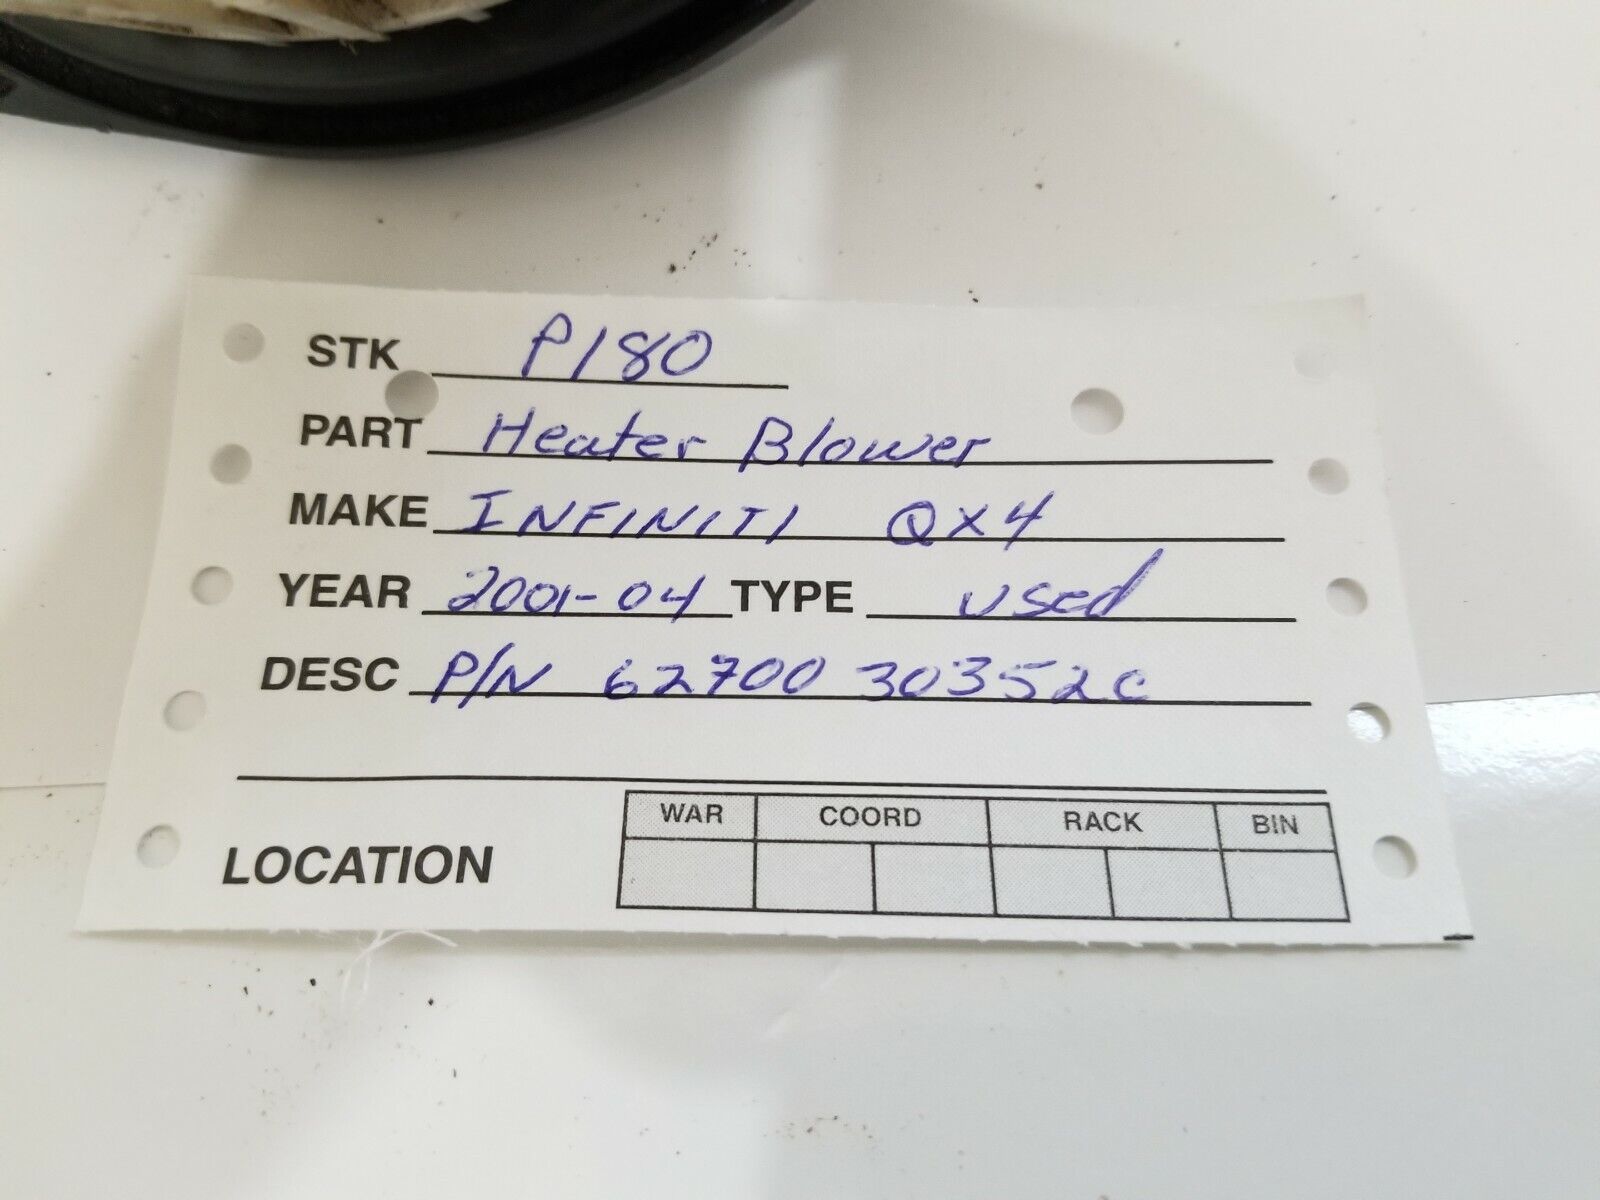 STK P180
PART Heater Blower
MAKE INFINITI QX4
YEAR 2001-04 TYPE used
DESC P/N 62700 30352C
LOCATION WAR COORD RACK BIN